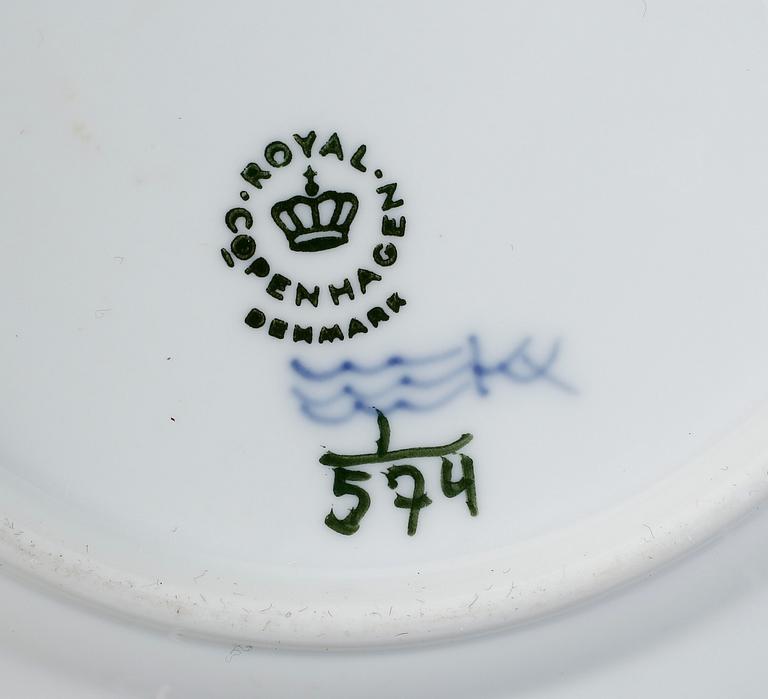 ROYAL
COPENHAGEN
DENMARK
1
574